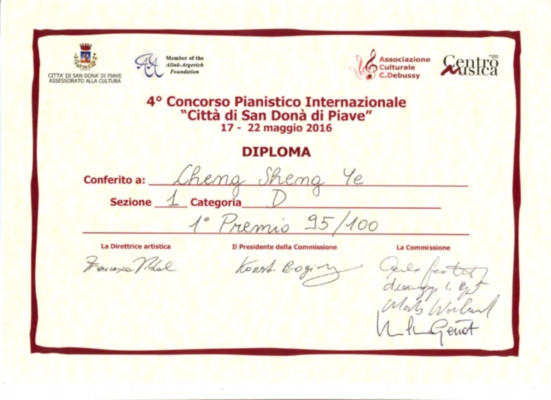 CITTA' DI SAN DONA' DI PIAVE
ASSESSORATO ALLA CULTURA
Member of the
Alink-Argerich
Foundation
Associazione
Culturale
C.Debussy
Centro
Musica
4° Concorso Pianistico Internazionale
"Città di San Donà di Piave"
17 - 22 maggio 2016
DIPLOMA
Conferito a: Cheng Sheng Ye
Sezione 1 Categoria D
1° Premio 95/100
La Direttrice artistica
Il Presidente della Commissione
La Commissione